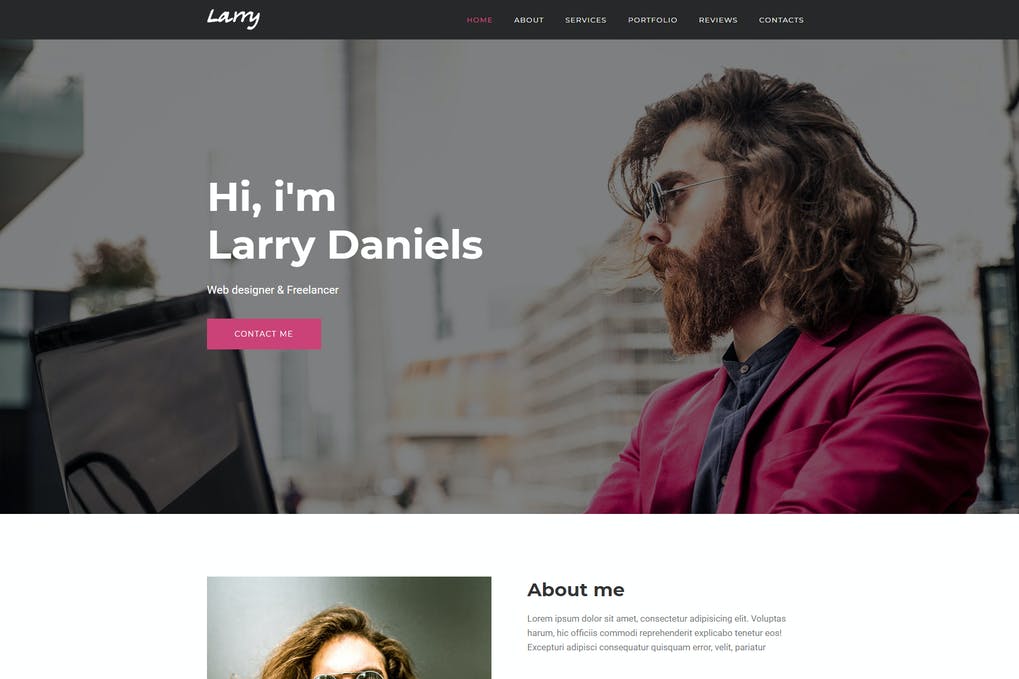 Larry
HOME ABOUT SERVICES PORTFOLIO REVIEWS CONTACTS
Hi, i'm
Larry Daniels
Web designer & Freelancer
CONTACT ME
About me
Lorem ipsum dolor sit amet, consectetur adipisicing elit. Voluptas
harum, hic officiis commodi reprehenderit explicabo tenetur eos!
Excepturi adipisci consequatur quisquam error, velit, pariatur